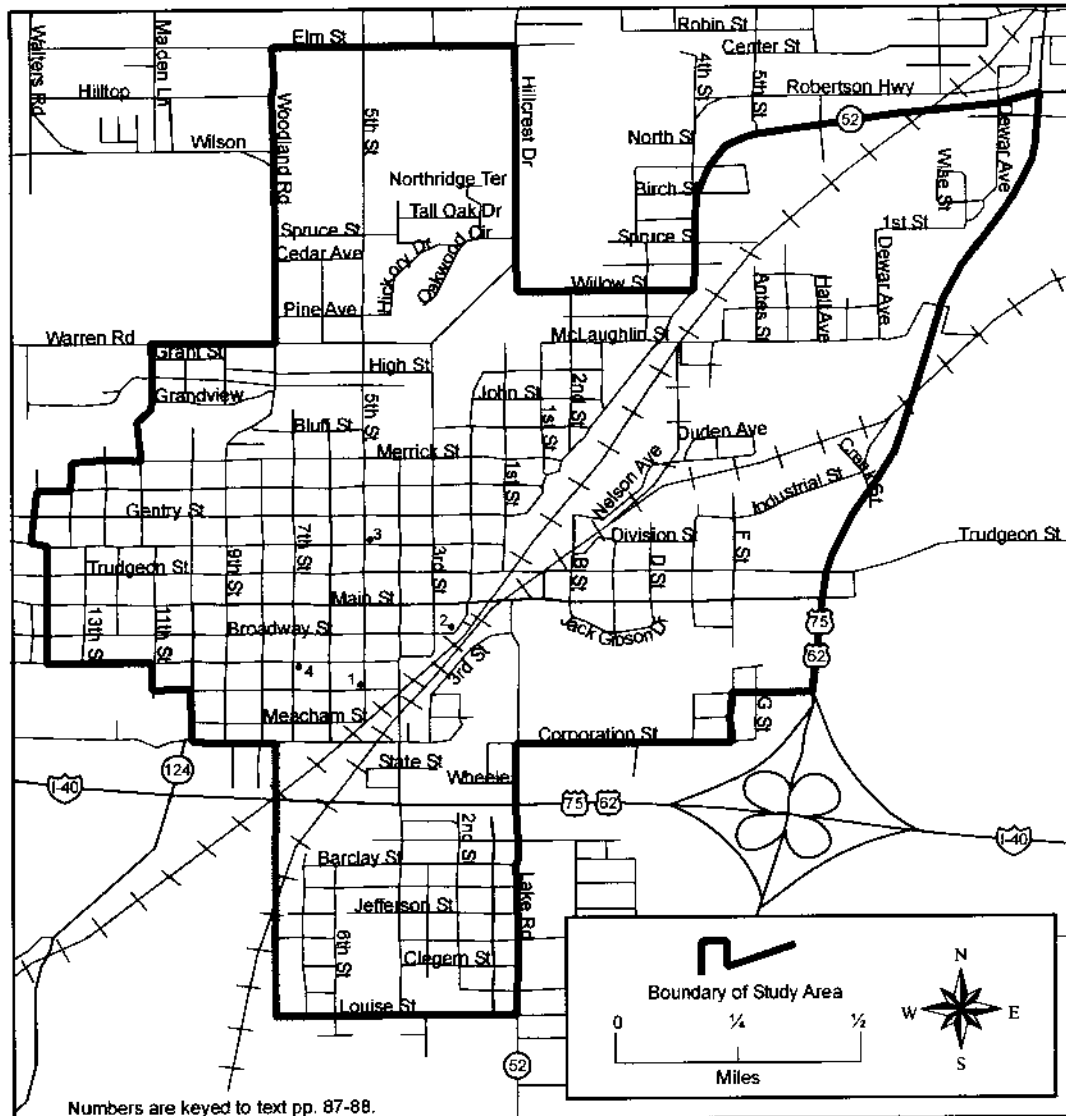 Robin St
Center St
Elm St
Walters Rd
Maden Ln
Hilltop
Wilson
Woodland Rd
5th St
Hillcrest Dr
4th St
5th St
Robertson Hwy
52
North St
Dewar Ave
Birch St
Wise St
Northridge Ter
Tall Oak Dr
Spruce St
Cedar Ave
Hickory Dr
Oakwood Cir
1st St
Spruce S
Dewar Ave
Willow St
Antes St
Hall Ave
Pine Ave
Warren Rd
McLaughlin St
Grant St
High St
Grandview
John St
2nd St
1st St
5th St
Bluff St
Duden Ave
Merrick St
1st St
Nelson Ave
Industrial St
Gentry St
7th St
3
Division St
F St
Trudgeon St
Trudgeon St
9th St
3rd St
B St
D St
Main St
13th S
11th St
Broadway St
2
Jack Gibson Dr
75
62
4
1
3rd St
Meacham St
G St
Corporation St
124
State St
Wheele
I-40
75
62
I-40
2nd St
Barclay St
Jefferson St
Lake Rd
6th St
Clegern St
Louise St
Boundary of Study Area
0
¼
½
Miles
N
W
E
S
52
Numbers are keyed to text pp. 87-88.